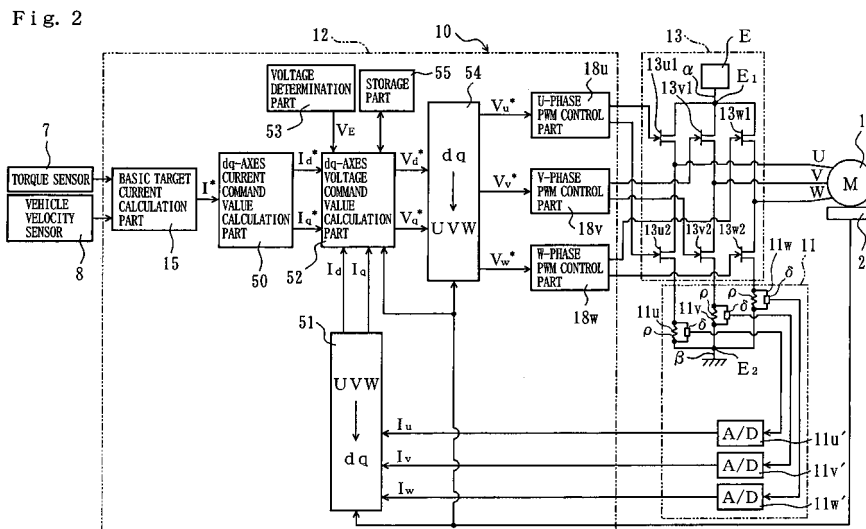 Fig. 2
12
10
13
E
VOLTAGE
DETERMINATION
PART
53
55
STORAGE
PART
54
18u
13u1
α
E1
13v1
13w1
1
VE
Vu*
U-PHASE
PWM CONTROL
PART
7
TORQUE SENSOR
VEHICLE
VELOCITY
SENSOR
8
BASIC TARGET
CURRENT
CALCULATION
PART
15
I*
dq-AXES
CURRENT
COMMAND
VALUE
CALCULATION
PART
50
Id*
Iq*
dq-AXES
VOLTAGE
COMMAND
VALUE
CALCULATION
PART
52
Vd*
Vq*
dq
UVW
Vv*
V-PHASE
PWM CONTROL
PART
18v
Vw*
W-PHASE
PWM CONTROL
PART
18w
U
V
W
M
2
13u2
13v2
13w2
11w
11
δ
ρ
11v
ρ
δ
11u
ρ
δ
β
E2
Id
Iq
51
UVW
dq
Iu
A/D
11u′
Iv
A/D
11v′
Iw
A/D
11w′